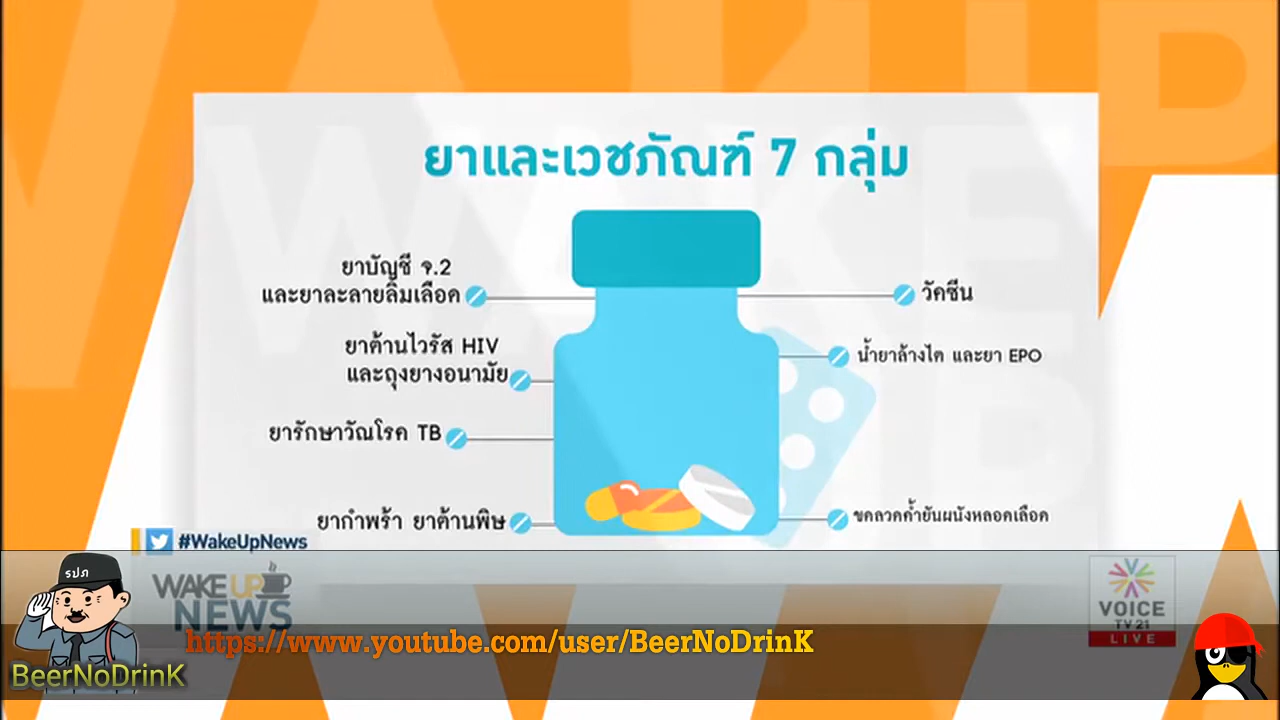 ยาและเวชภัณฑ์ 7 กลุ่ม
ยาบัญชี จ.2
และยาละลายลิ่มเลือด
วัคซีน
ยาต้านไวรัส HIV
และถุงยางอนามัย
น้ำยาล้างไต และยา EPO
ยารักษาวัณโรค TB
ยากำพร้า ยาต้านพิษ
ขดลวดค้ำยันผนังหลอดเลือด
#WakeUpNews
WAKE UP
NEWS
รปภ
VOICE
TV 21
LIVE
https://www.youtube.com/user/BeerNoDrinK
BeerNoDrinK